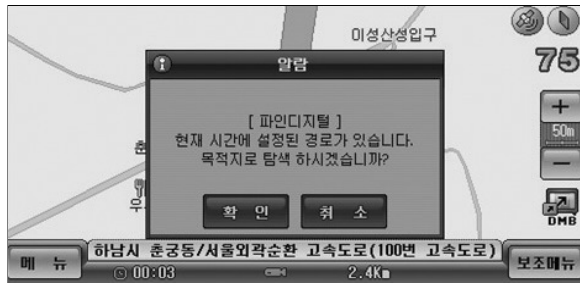 이성산성입구
75
알람
[ 파인디지털 ]
현재 시간에 설정된 경로가 있습니다.
목적지로 탐색 하시겠습니까?
확 인
취 소
+
50m
−
DMB
메 뉴
하남시 춘궁동/서울외곽순환 고속도로(100번 고속도로)
00:03
2.4Km
보조메뉴